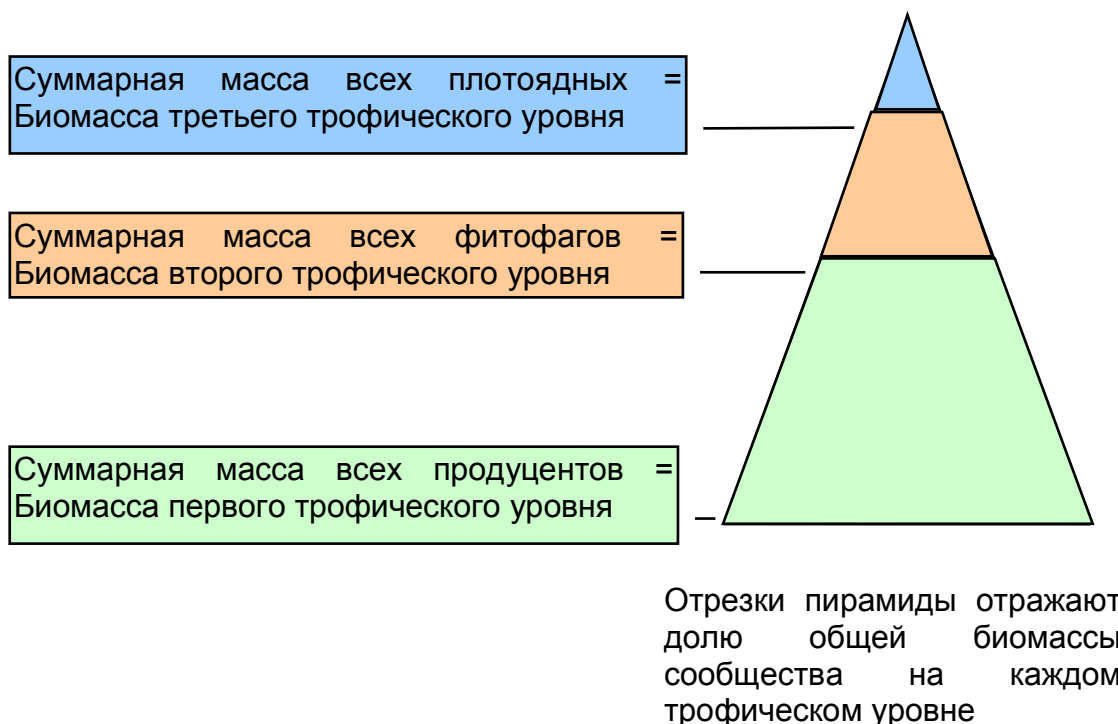 Суммарная масса всех плотоядных =
Биомасса третьего трофического уровня
Суммарная масса всех фитофагов =
Биомасса второго трофического уровня
Суммарная масса всех продуцентов =
Биомасса первого трофического уровня
Отрезки пирамиды отражают
долю общей биомассы
сообщества на каждом
трофическом уровне